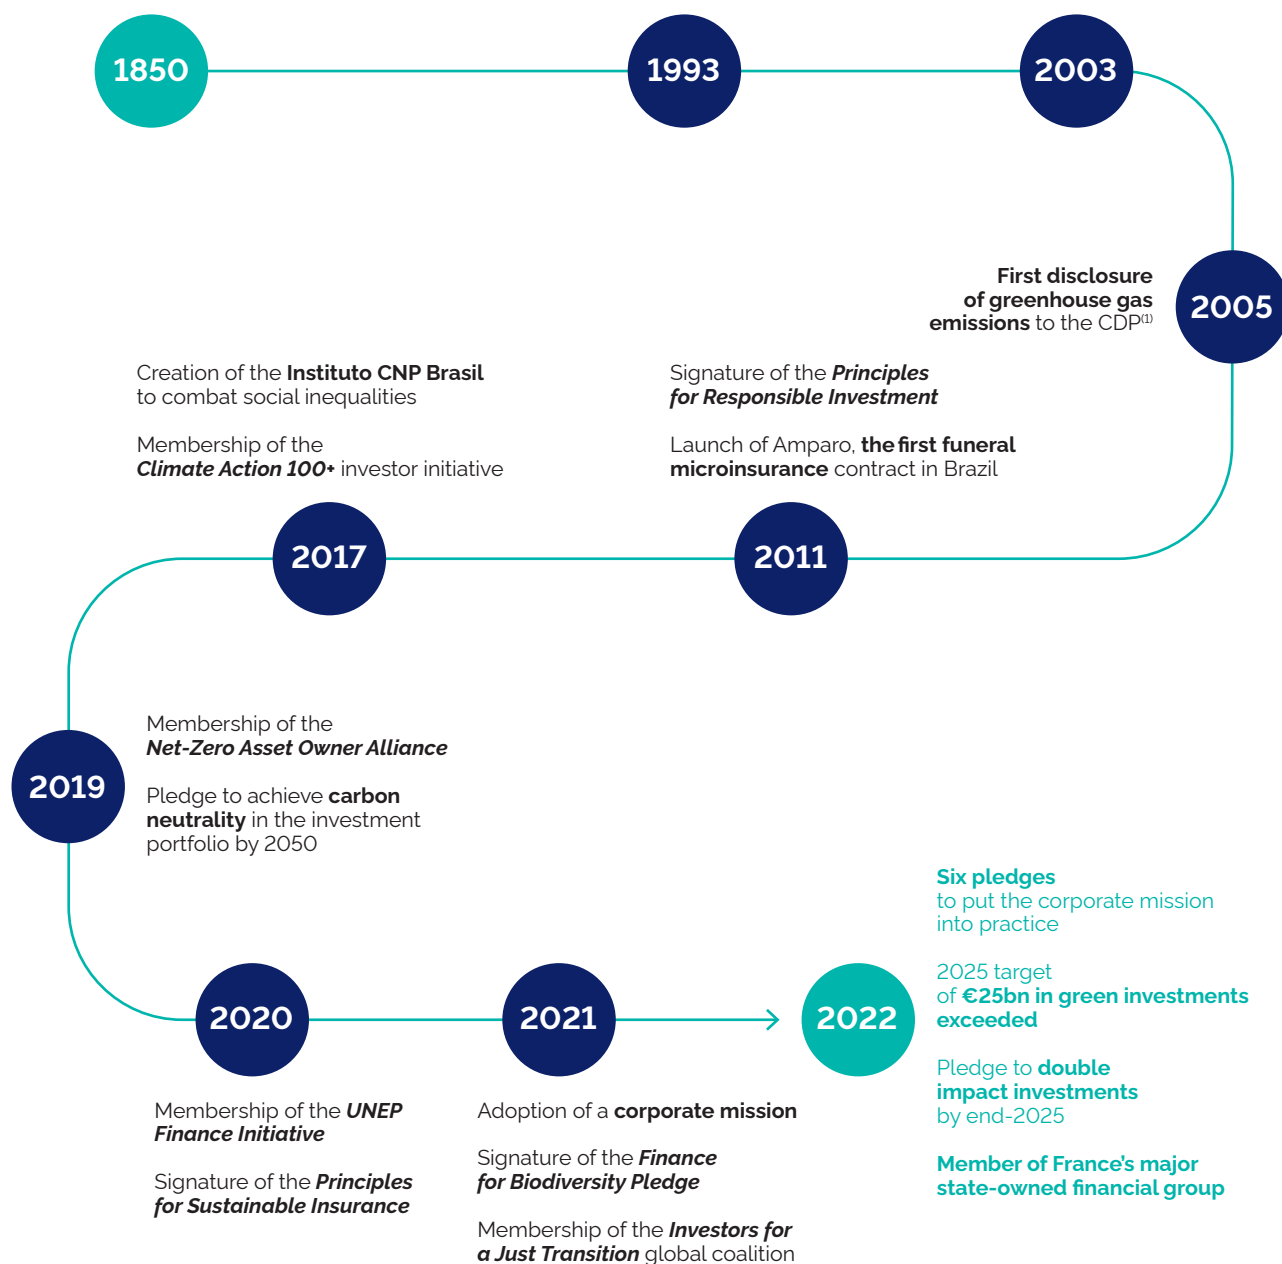 1850
1993
2003
First disclosure
of greenhouse gas
emissions to the CDP(1)
2005
Creation of the Instituto CNP Brasil
to combat social inequalities
Membership of the
Climate Action 100+ investor initiative
2017
Signature of the Principles
for Responsible Investment
Launch of Amparo, the first funeral
microinsurance contract in Brazil
2011
2019
Membership of the
Net-Zero Asset Owner Alliance
Pledge to achieve carbon
neutrality in the investment
portfolio by 2050
2020
Membership of the UNEP
Finance Initiative
Signature of the Principles
for Sustainable Insurance
2021
Adoption of a corporate mission
Signature of the Finance
for Biodiversity Pledge
Membership of the Investors for
a Just Transition global coalition
2022
Six pledges
to put the corporate mission
into practice
2025 target
of €25bn in green investments
exceeded
Pledge to double
impact investments
by end-2025
Member of France's major
state-owned financial group